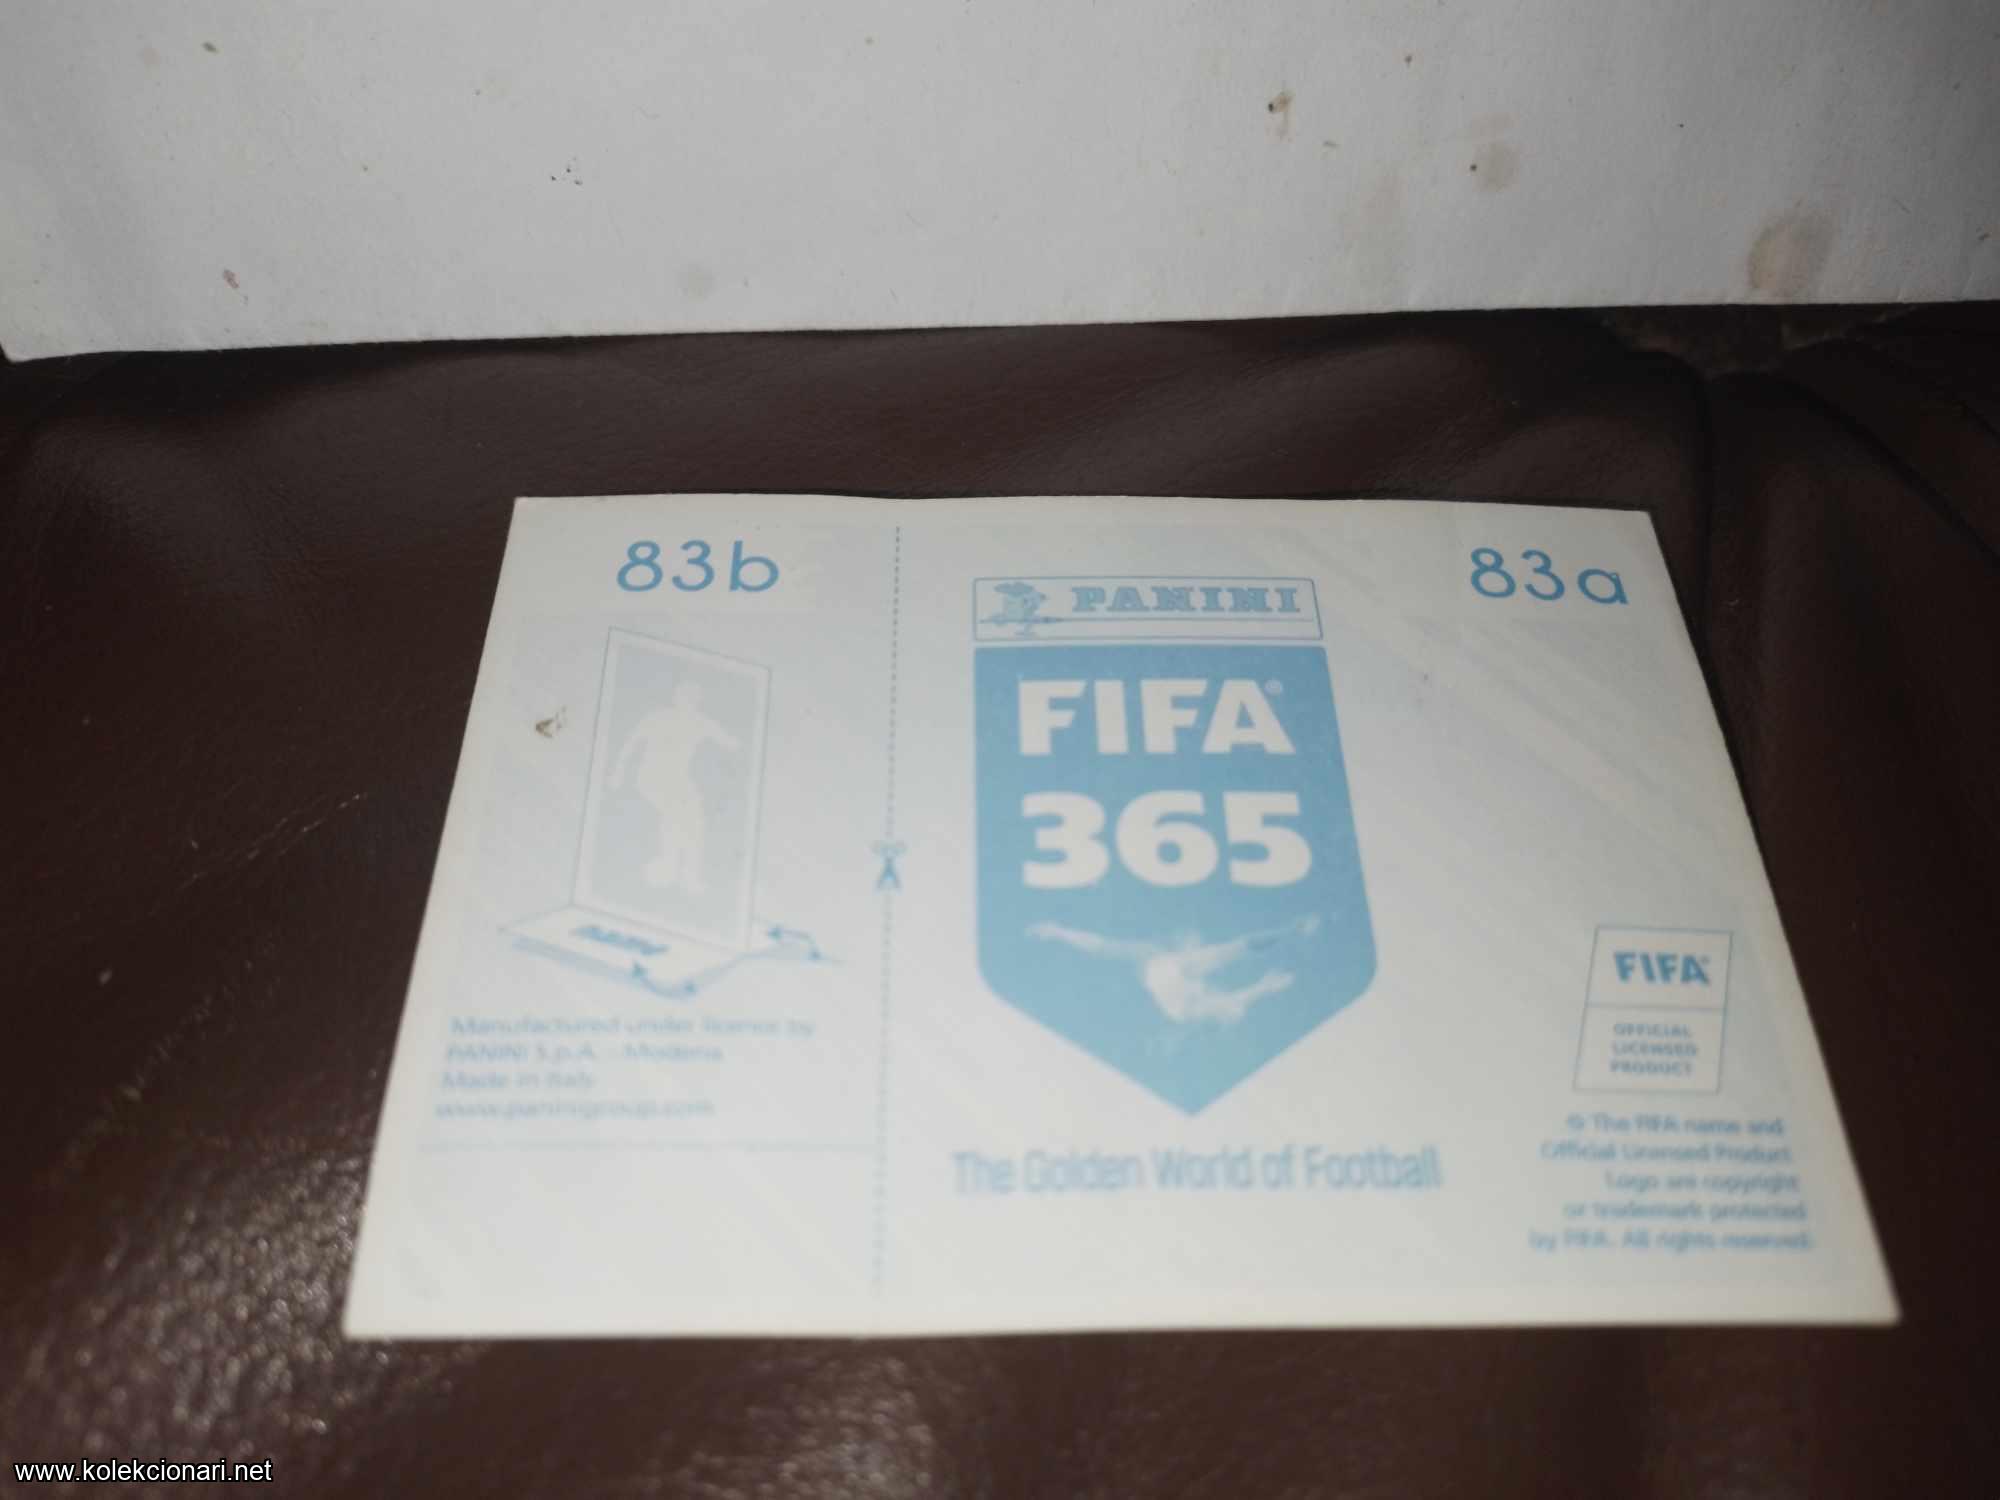 83b
PANINI
Manufactured under licence by
PANINI S.p.A. - Modena
Made in Italy
www.paninigroup.com
PANINI
FIFA®
365
The Golden World of Football
83a
FIFA®
OFFICIAL
LICENSED
PRODUCT
© The FIFA name and
Official Licensed Product
Logo are copyright
or trademark protected
by FIFA. All rights reserved.
www.kolekcionari.net